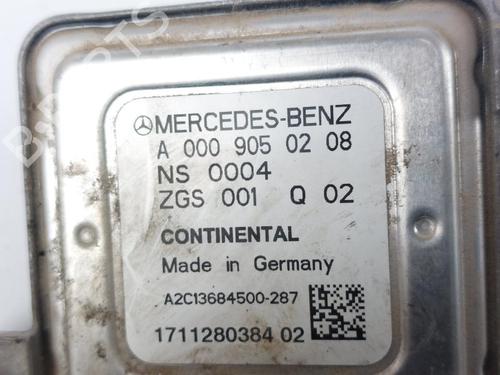 MERCEDES-BENZ
A 000 905 02 08
NS 0004
ZGS 001 Q 02
CONTINENTAL
Made in Germany
A2C13684500-287
1711280384 02